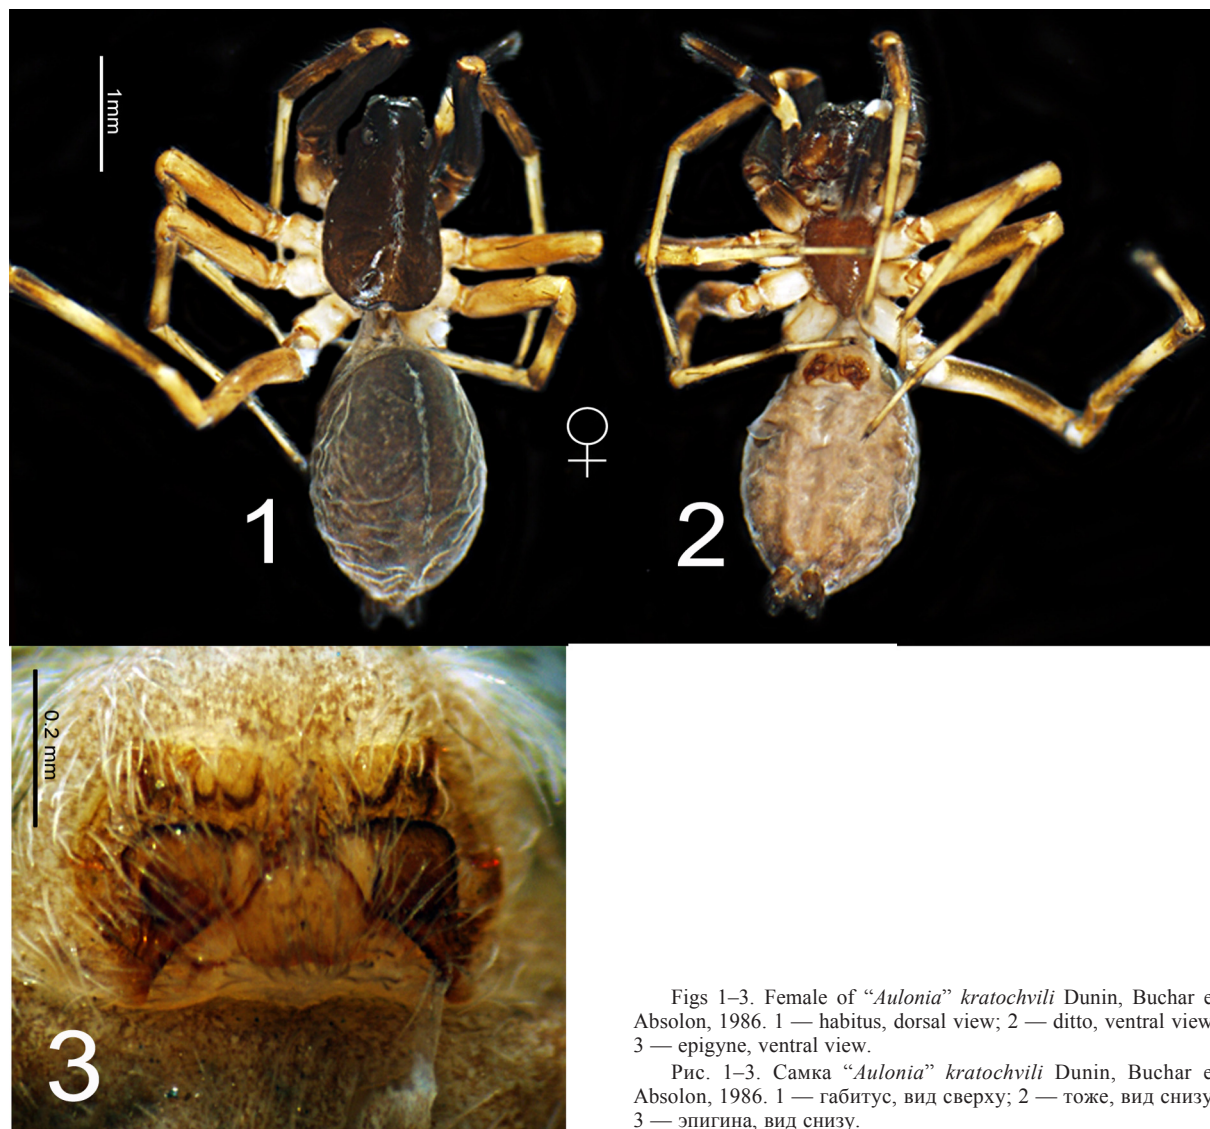 1mm
1
♀
2
0.2 mm
3
Figs 1–3. Female of “Aulonia” kratochvili Dunin, Buchar e
Absolon, 1986. 1 — habitus, dorsal view; 2 — ditto, ventral view
3 — epigyne, ventral view.
Рис. 1–3. Самка “Aulonia” kratochvili Dunin, Buchar e
Absolon, 1986. 1 — габитус, вид сверху; 2 — тоже, вид снизу
3 — эпигина, вид снизу.